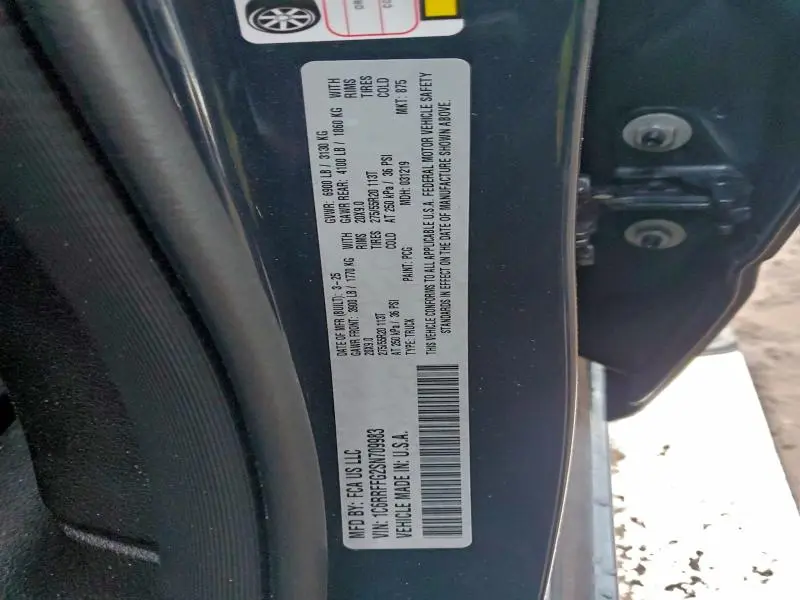 MFD BY: FCA US LLC
DATE OF MFR (BUILT): 3-25
GVWR: 6900 LB / 3130 KG
GAWR FRONT: 3900 LB / 1770 KG WITH
GAWR REAR: 4100 LB / 1860 KG WITH
20X9.0 RIMS
20X9.0 RIMS
275/55R20 113T TIRES
275/55R20 113T TIRES
AT 250 kPa / 36 PSI COLD
AT 250 kPa / 36 PSI COLD
TYPE: TRUCK
PAINT: PCG
MDH: 031219
MKT: 875
VIN: 1C6RRFFG2SN709983
VEHICLE MADE IN: U.S.A.
THIS VEHICLE CONFORMS TO ALL APPLICABLE U.S.A. FEDERAL MOTOR VEHICLE SAFETY
STANDARDS IN EFFECT ON THE DATE OF MANUFACTURE SHOWN ABOVE.